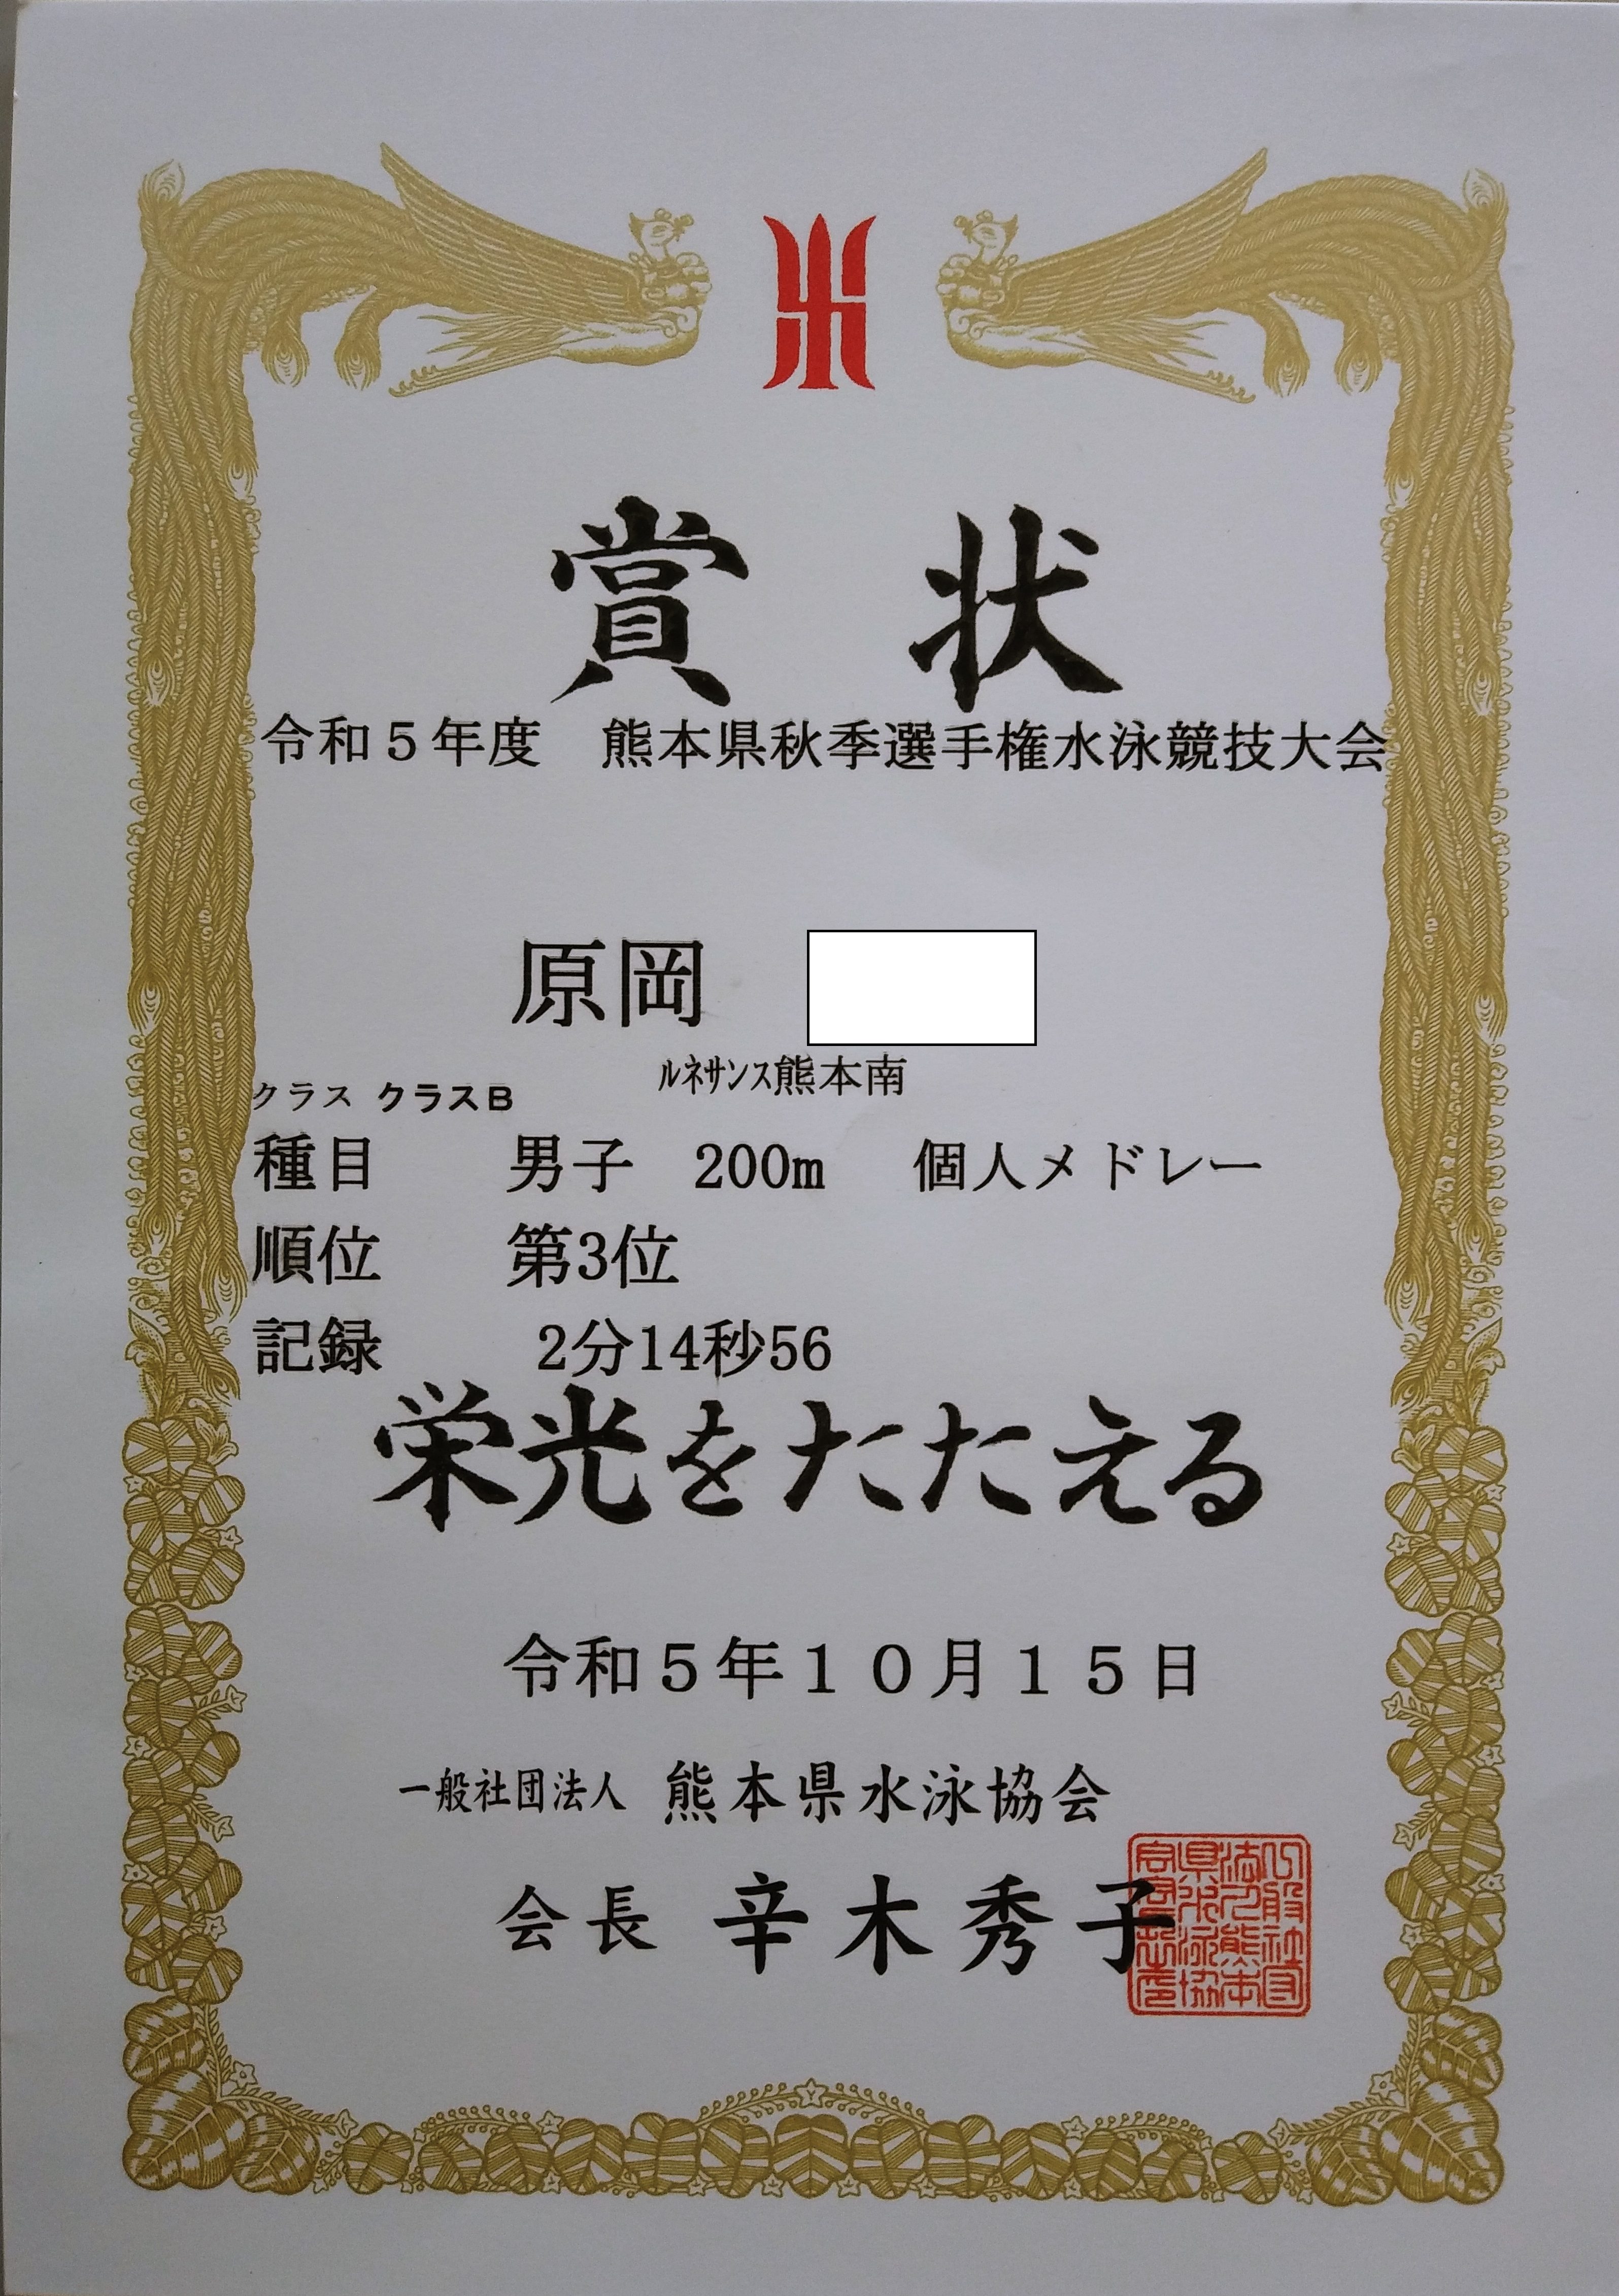 賞状
令和５年度　熊本県秋季選手権水泳競技大会
原岡
ﾙﾈｻﾝｽ熊本南
クラス クラスB
種目　男子　200m　個人メドレー
順位　第3位
記録　2分14秒56
栄光をたたえる
令和５年１０月１５日
一般社団法人 熊本県水泳協会
会長 辛木秀子